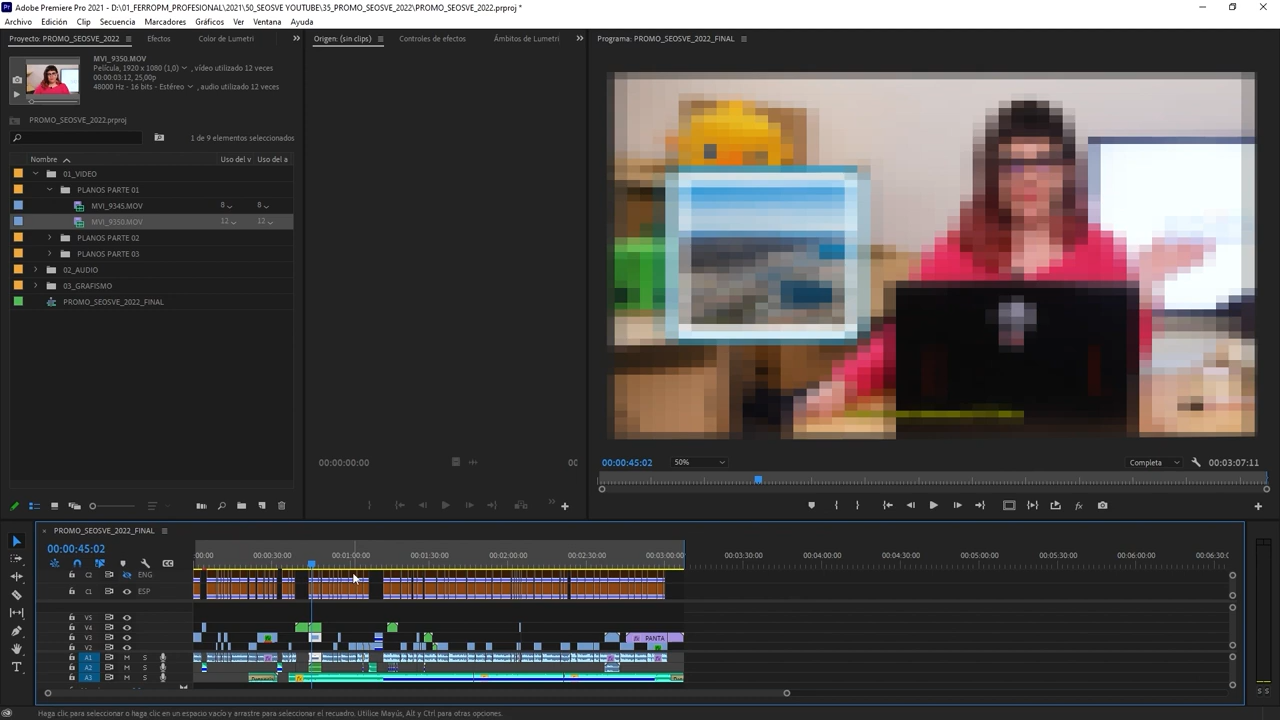 Adobe Premiere Pro 2021 - D:\01_FERROPM_PROFESIONAL\2021\50_SEOSVE YOUTUBE\35_PROMO_SEOSVE_2022\PROMO_SEOSVE_2022.prproj *
Archivo Edición Clip Secuencia Marcadores Gráficos Ver Ventana Ayuda
Proyecto: PROMO_SEOSVE_2022 Efectos Color de Lumetri
Origen: (sin clips) Controles de efectos Ámbitos de Lumetri
Programa: PROMO_SEOSVE_2022_FINAL
MVI_9350.MOV
Película, 1920 x 1080 (1,0) , vídeo utilizado 12 veces
00:00:03:12, 25,00p
48000 Hz - 16 bits - Estéreo , audio utilizado 12 veces
PROMO_SEOSVE_2022.prproj
1 de 9 elementos seleccionados
Nombre Uso del v Uso del a
01_VIDEO
PLANOS PARTE 01
MVI_9345.MOV 8 8
MVI_9350.MOV 12 12
PLANOS PARTE 02
PLANOS PARTE 03
02_AUDIO
03_GRAFISMO
PROMO_SEOSVE_2022_FINAL
00:00:00:00 00
00:00:45:02 50% Completa 00:03:07:11
PROMO_SEOSVE_2022_FINAL
00:00:45:02
:00:00 00:00:30:00 00:01:00:00 00:01:30:00 00:02:00:00 00:02:30:00 00:03:00:00 00:03:30:00 00:04:00:00 00:04:30:00 00:05:00:00 00:05:30:00 00:06:00:00 00:06:30:0
C2 ENG
C1 ESP
V5
V4
V3 fx PANTA
V2
A1 M S
A2 M S
A3 M S
S S
Haga clic para seleccionar o haga clic en un espacio vacío y arrastre para seleccionar el recuadro. Utilice Mayús, Alt y Ctrl para otras opciones.